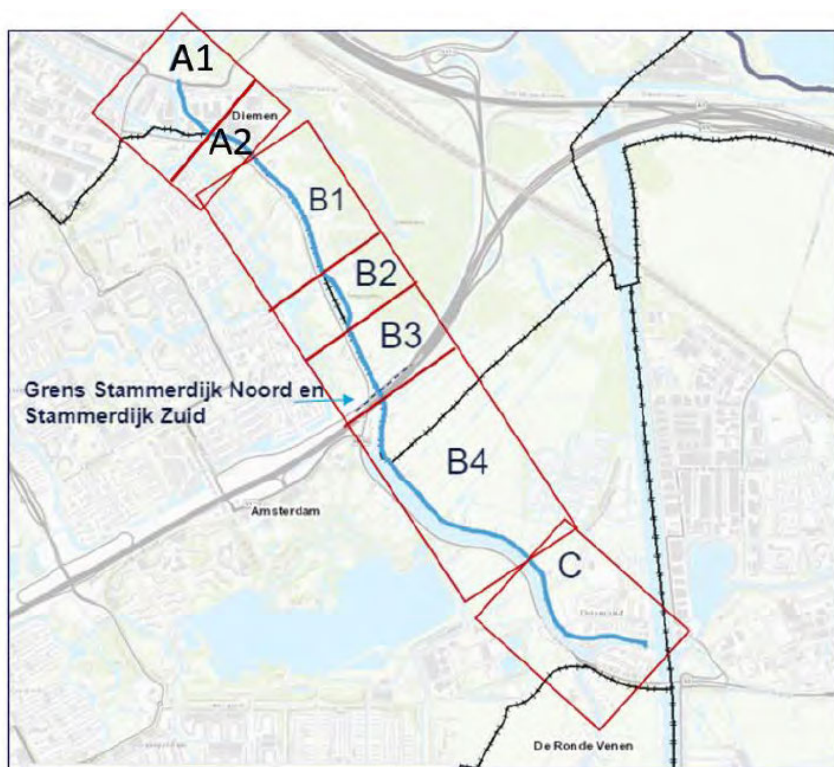 A1
Diemen
A2
B1
B2
B3
Grens Stammerdijk Noord en
Stammerdijk Zuid
B4
Amsterdam
C
De Ronde Venen